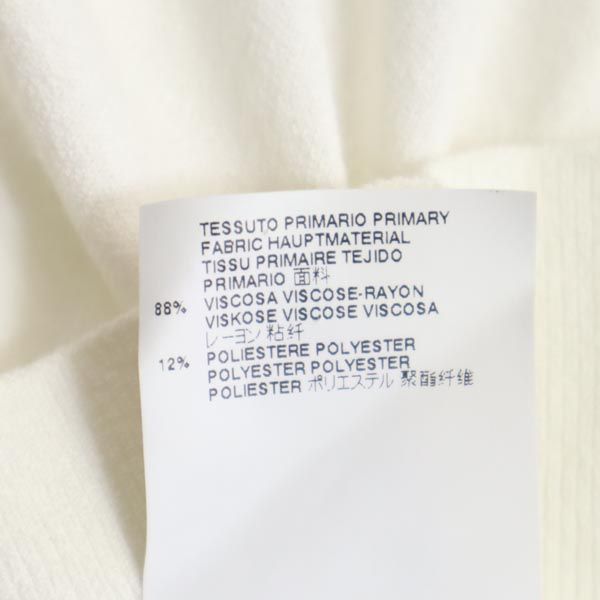 TESSUTO PRIMARIO PRIMARY
FABRIC HAUPTMATERIAL
TISSU PRIMAIRE TEJIDO
PRIMARIO 面料
88% VISCOSA VISCOSE-RAYON
VISKOSE VISCOSE VISCOSA
レーヨン 粘纤
12% POLIESTERE POLYESTER
POLYESTER POLYESTER
POLIESTER ポリエステル 聚酯纤维